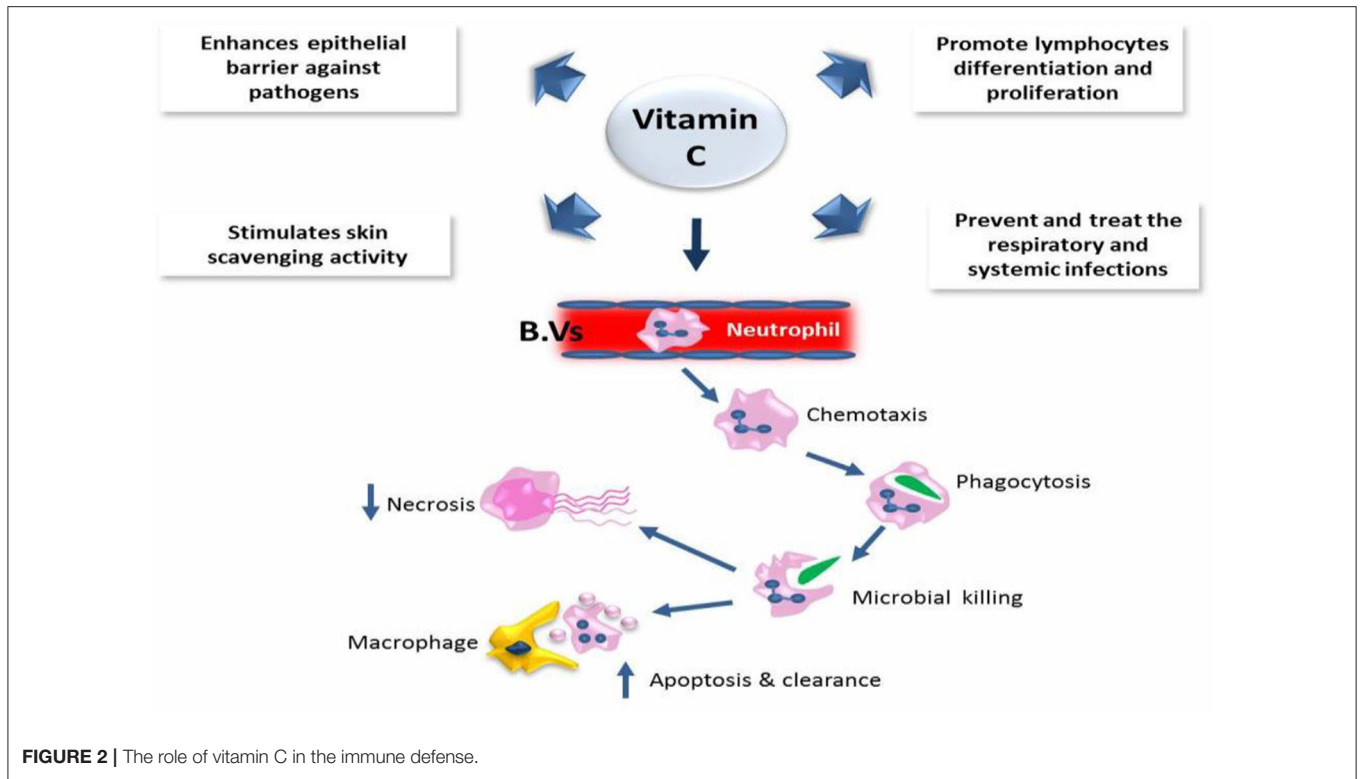 Enhances epithelial
barrier against
pathogens
Promote lymphocytes
differentiation and
proliferation
Vitamin
C
Stimulates skin
scavenging activity
Prevent and treat the
respiratory and
systemic infections
B.Vs
Neutrophil
Chemotaxis
Phagocytosis
Necrosis
Microbial killing
Macrophage
Apoptosis & clearance
FIGURE 2 | The role of vitamin C in the immune defense.